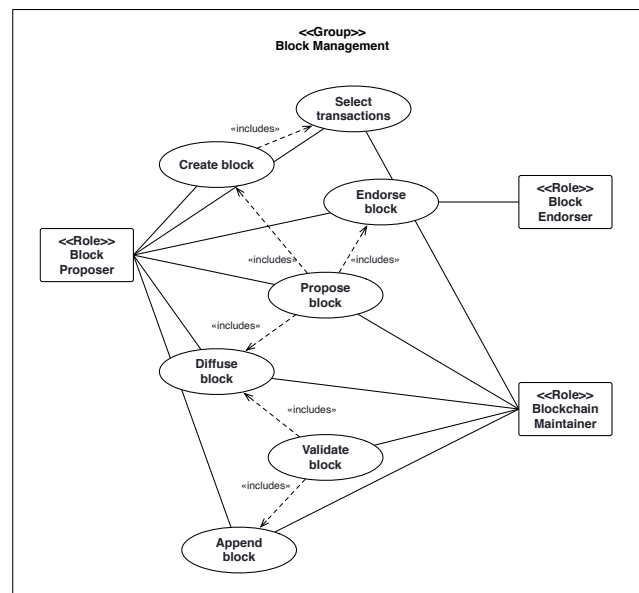 <<Group>>
Block Management
Select
transactions
«includes»
Create block
Endorse
block
<<Role>>
Block
Endorser
<<Role>>
Block
Proposer
«includes»
«includes»
Propose
block
«includes»
Diffuse
block
<<Role>>
Blockchain
Maintainer
«includes»
Validate
block
«includes»
Append
block